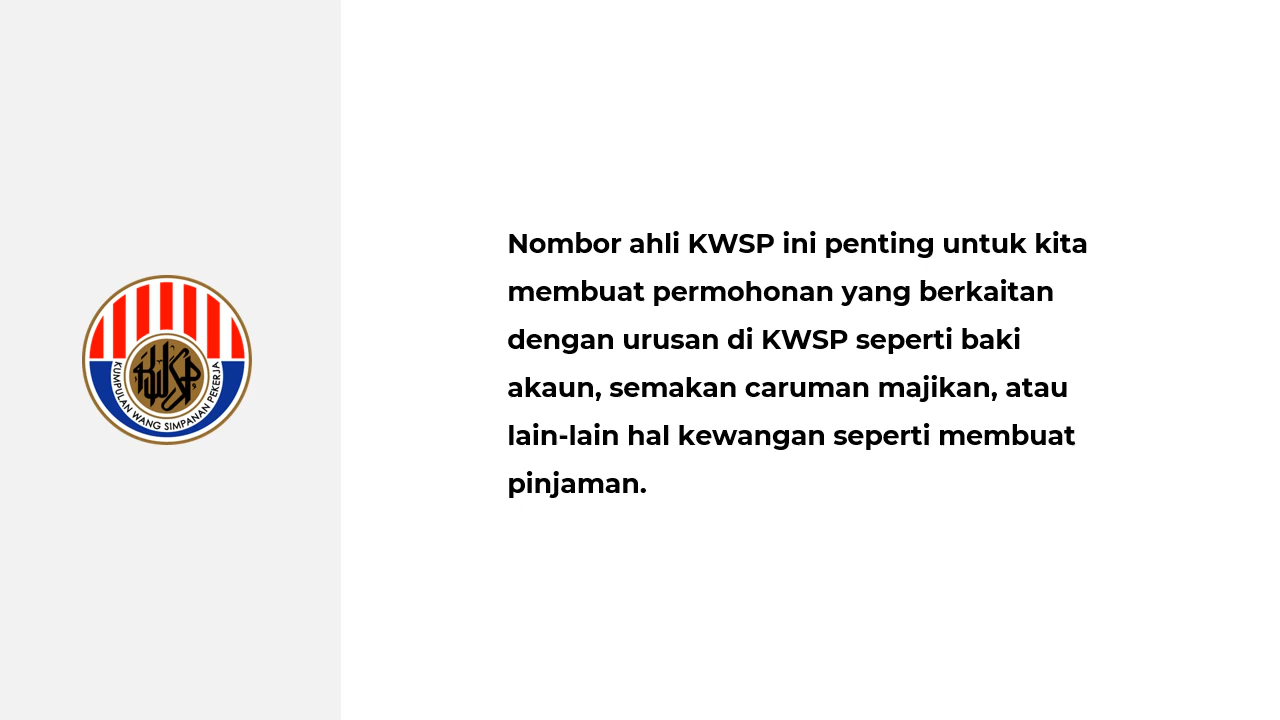 KWSP
KUMPULAN WANG SIMPANAN PEKERJA
Nombor ahli KWSP ini penting untuk kita
membuat permohonan yang berkaitan
dengan urusan di KWSP seperti baki
akaun, semakan caruman majikan, atau
lain-lain hal kewangan seperti membuat
pinjaman.